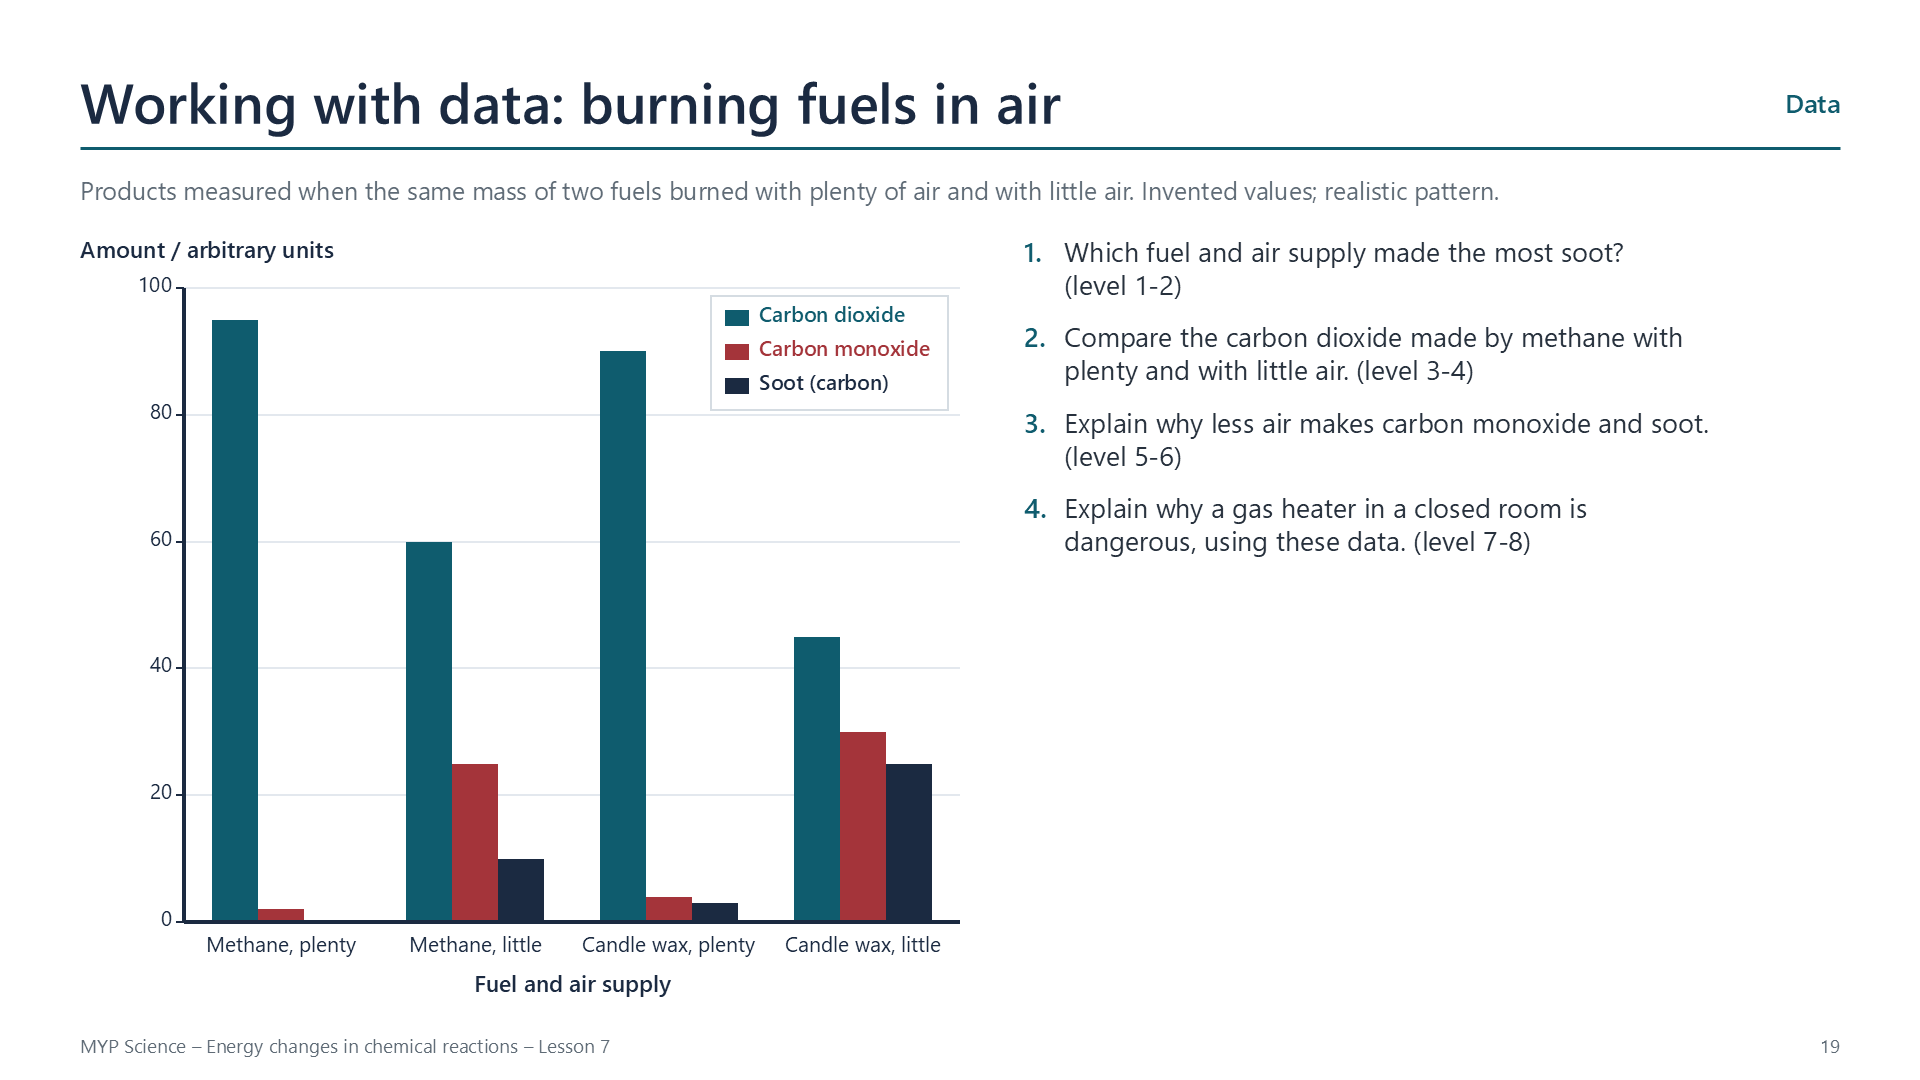 Working with data: burning fuels in air
Data
Products measured when the same mass of two fuels burned with plenty of air and with little air. Invented values; realistic pattern.
Amount / arbitrary units
100
80
60
40
20
0
Carbon dioxide
Carbon monoxide
Soot (carbon)
Methane, plenty
Methane, little
Candle wax, plenty
Candle wax, little
Fuel and air supply
1. Which fuel and air supply made the most soot?
(level 1-2)
2. Compare the carbon dioxide made by methane with
plenty and with little air. (level 3-4)
3. Explain why less air makes carbon monoxide and soot.
(level 5-6)
4. Explain why a gas heater in a closed room is
dangerous, using these data. (level 7-8)
MYP Science – Energy changes in chemical reactions – Lesson 7
19